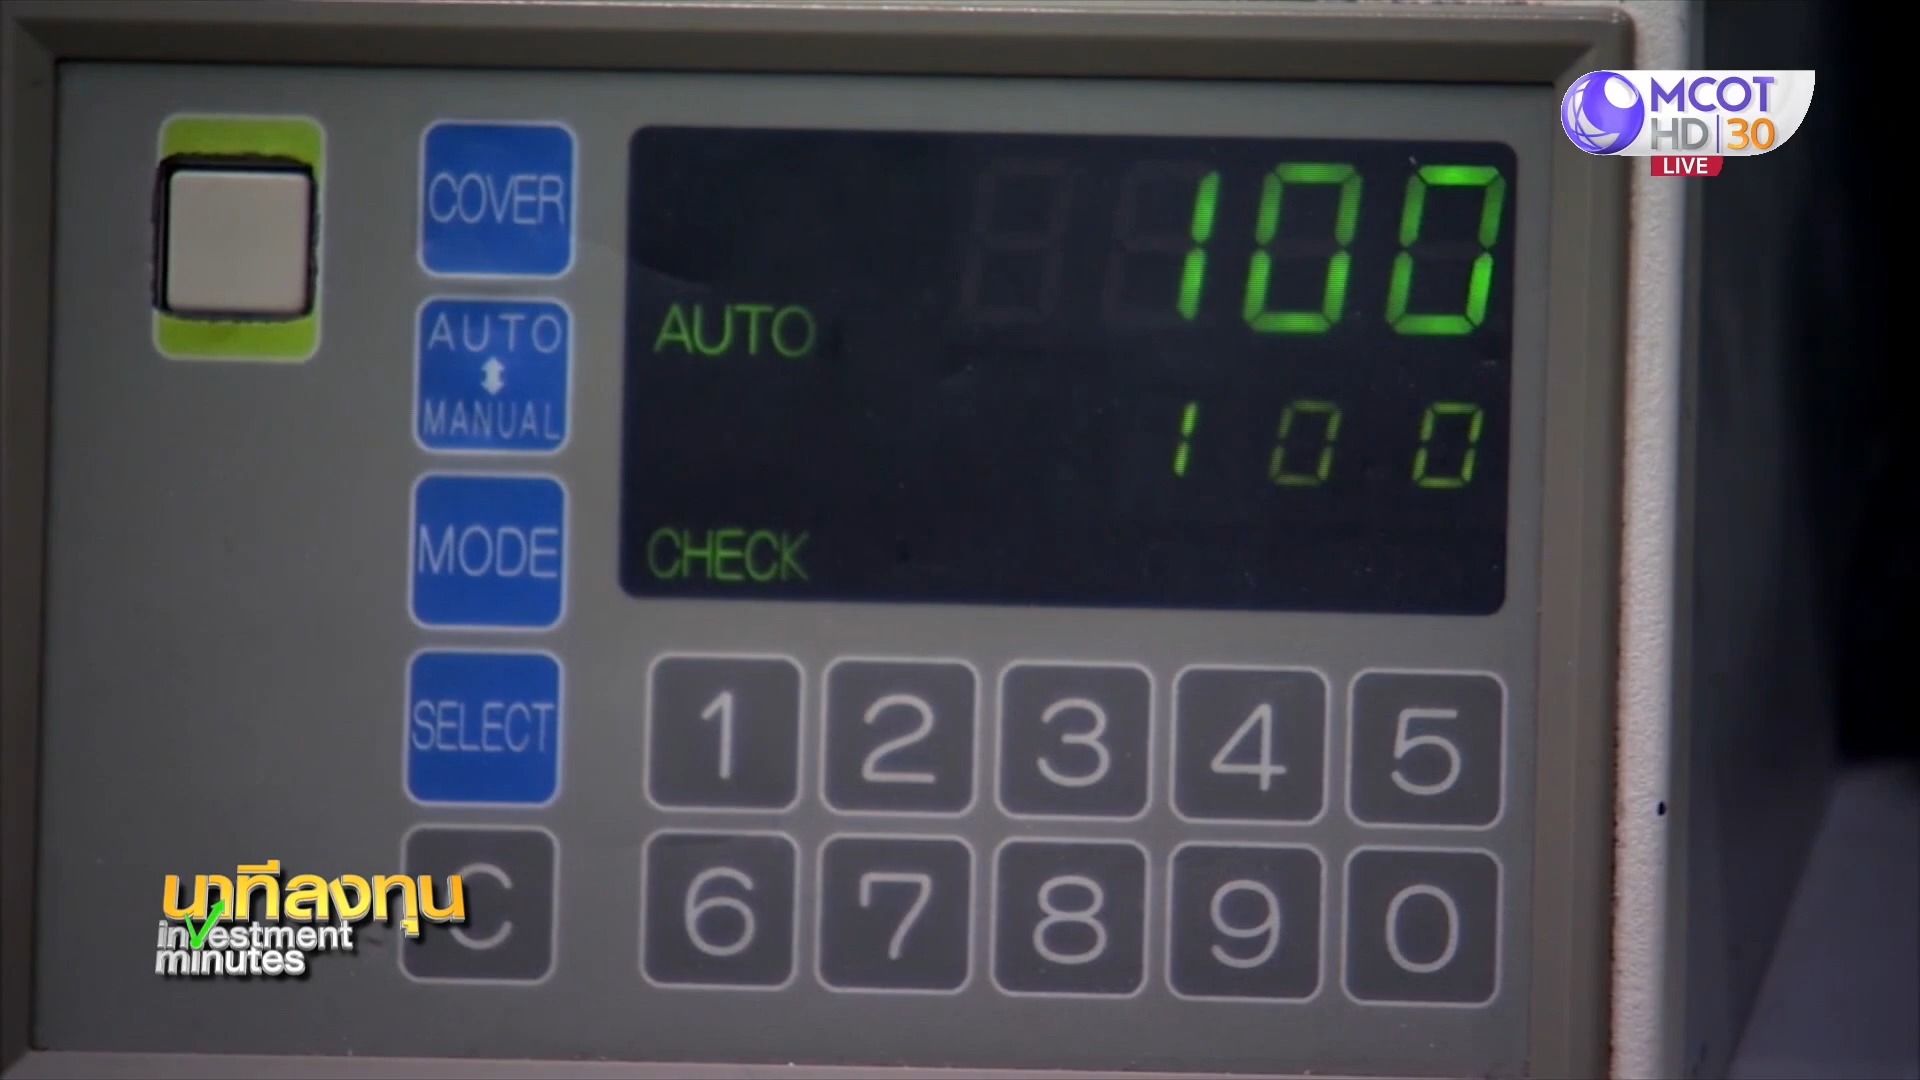 MCOT
HD 30
LIVE
COVER
100
AUTO
AUTO
MANUAL
100
MODE
CHECK
SELECT
1 2 3 4 5
C 6 7 8 9 0
นาทีลงทุน
investment
minutes